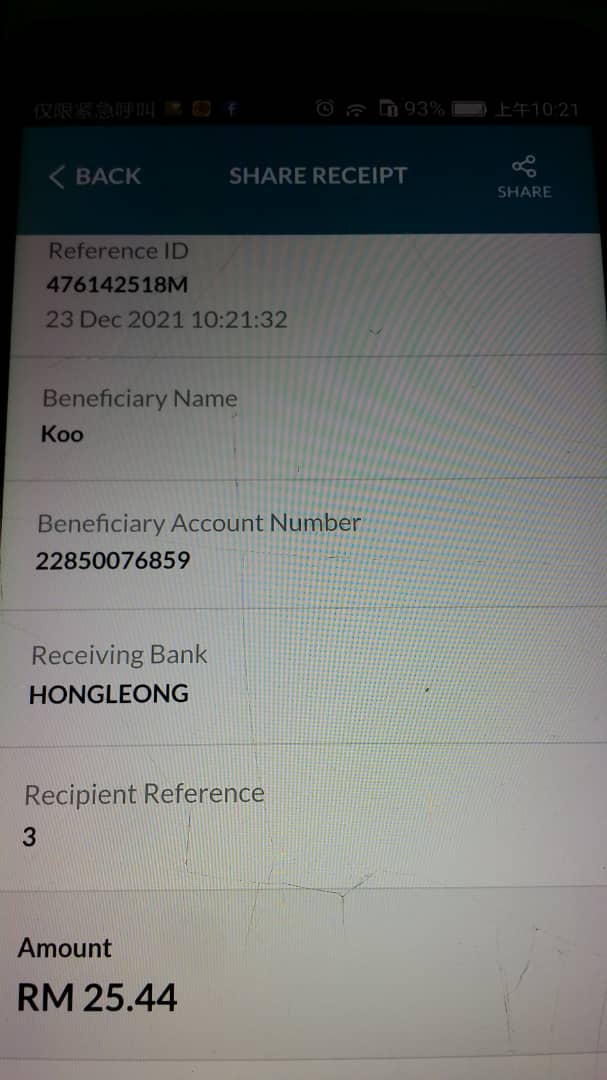 仅限紧急呼叫 93% 上午10:21
BACK SHARE RECEIPT SHARE
Reference ID
476142518M
23 Dec 2021 10:21:32
Beneficiary Name
Koo
Beneficiary Account Number
22850076859
Receiving Bank
HONGLEONG
Recipient Reference
3
Amount
RM 25.44